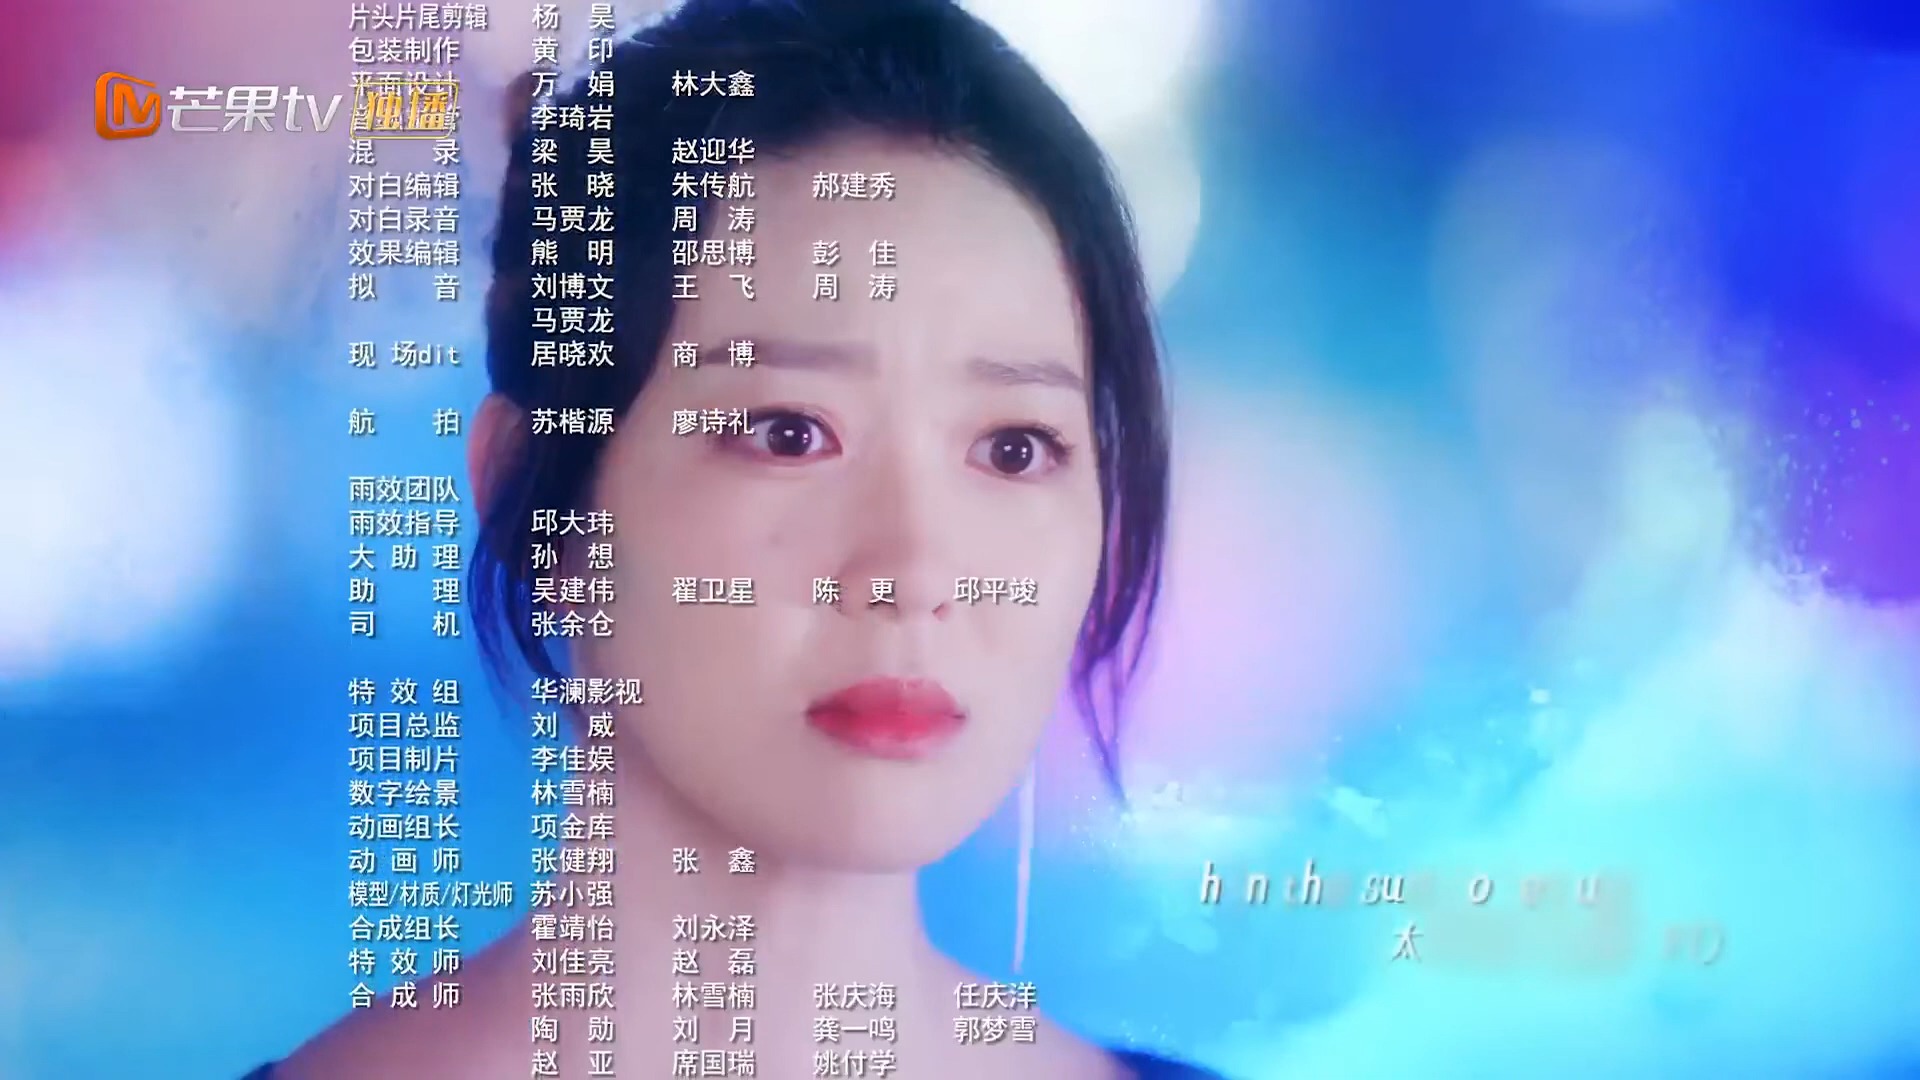 片头片尾剪辑 杨 昊
包装制作 黄 印
平面设计 万 娟 林大鑫
芒果tv 独播
李琦岩
混 录 梁 昊 赵迎华
对白编辑 张 晓 朱传航 郝建秀
对白录音 马贾龙 周 涛
效果编辑 熊 明 邵思博 彭 佳
拟 音 刘博文 王 飞 周 涛
马贾龙
现 场dit 居晓欢 商 博
航 拍 苏楷源 廖诗礼
雨效团队
雨效指导 邱大玮
大 助 理 孙 想
助 理 吴建伟 翟卫星 陈 更 邱平竣
司 机 张余仓
特 效 组 华澜影视
项目总监 刘 威
项目制片 李佳娱
数字绘景 林雪楠
动画组长 项金库
动 画 师 张健翔 张 鑫
模型/材质/灯光师 苏小强
合成组长 霍靖怡 刘永泽
特 效 师 刘佳亮 赵 磊
合 成 师 张雨欣 林雪楠 张庆海 任庆洋
陶 勋 刘 月 龚一鸣 郭梦雪
赵 亚 席国瑞 姚付学
太